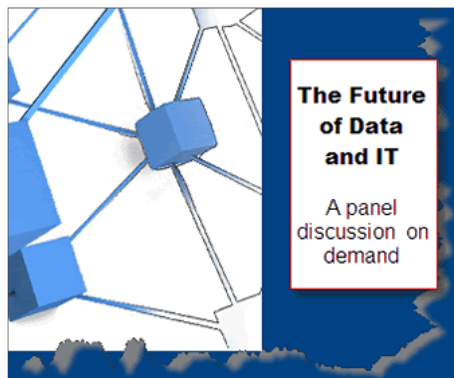 The Future
of Data
and IT
A panel
discussion on
demand